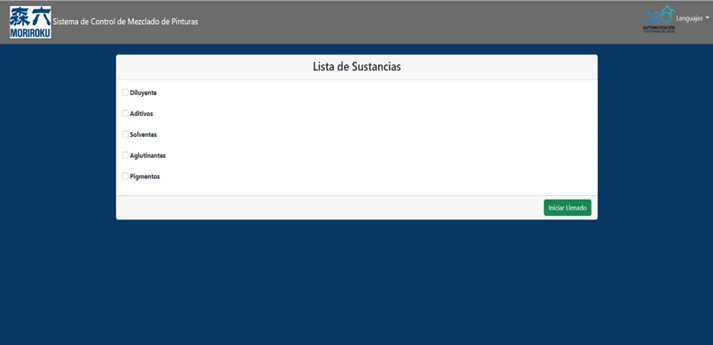 森六
MORIROKU
Sistema de Control de Mezclado de Pinturas
AUTOMATIZACIÓN
Lenguajes
Lista de Sustancias
Diluyente
Aditivos
Solventes
Aglutinantes
Pigmentos
Iniciar Llenado